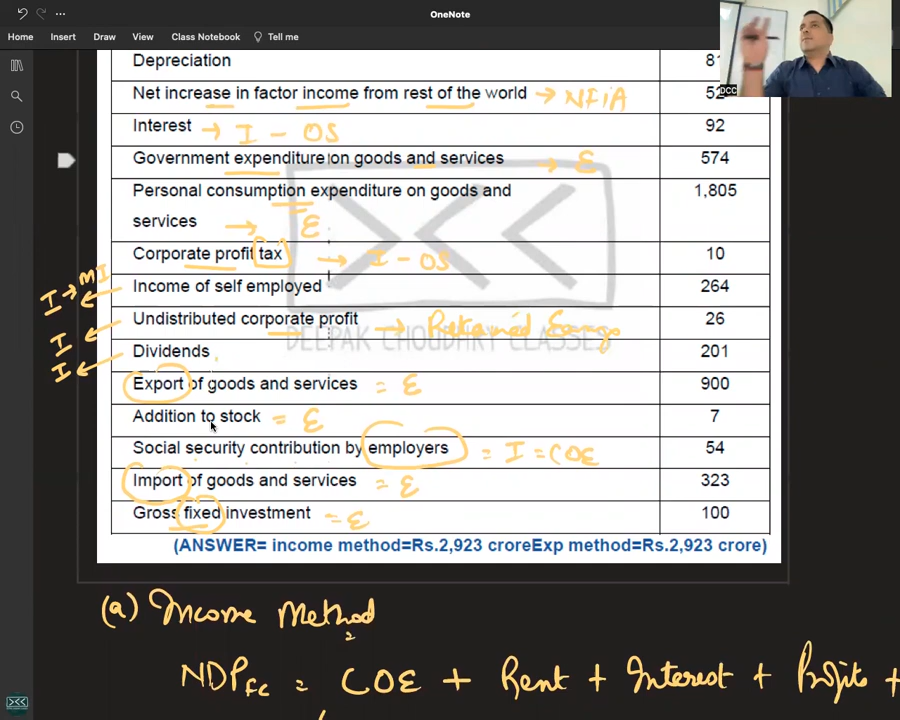 OneNote
Home Insert Draw View Class Notebook Tell me
DCC
Depreciation 81
Net increase in factor income from rest of the world → NFIA 52
Interest → I - OS 92
Government expenditure on goods and services → E 574
Personal consumption expenditure on goods and 1,805
services → E
Corporate profit tax → I - OS 10
I → MI ← Income of self employed 264
I ← Undistributed corporate profit → Retained 26
DEEPAK CHOUDHARY CLASSES
I ← Dividends 201
Export of goods and services = E 900
Addition to stock = E 7
Social security contribution by employers = I = COE 54
Import of goods and services = E 323
Gross fixed investment = E 100
(ANSWER= income method=Rs.2,923 croreExp method=Rs.2,923 crore)
(a) Income Method
NDPFC = COE + Rent + Interest + Profits +